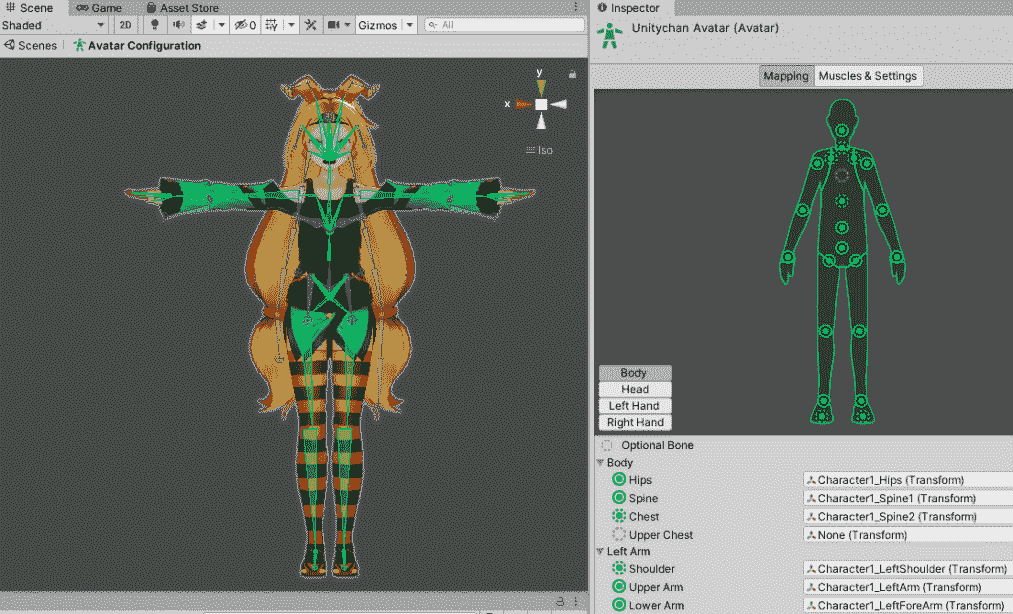 Scene Game Asset Store
Shaded 2D 0 Gizmos All
Scenes Avatar Configuration
y
x
Iso
Inspector
Unitychan Avatar (Avatar)
Mapping Muscles & Settings
Body
Head
Left Hand
Right Hand
Optional Bone
Body
Hips Character1_Hips (Transform)
Spine Character1_Spine1 (Transform)
Chest Character1_Spine2 (Transform)
Upper Chest None (Transform)
Left Arm
Shoulder Character1_LeftShoulder (Transform)
Upper Arm Character1_LeftArm (Transform)
Lower Arm Character1_LeftForeArm (Transform)